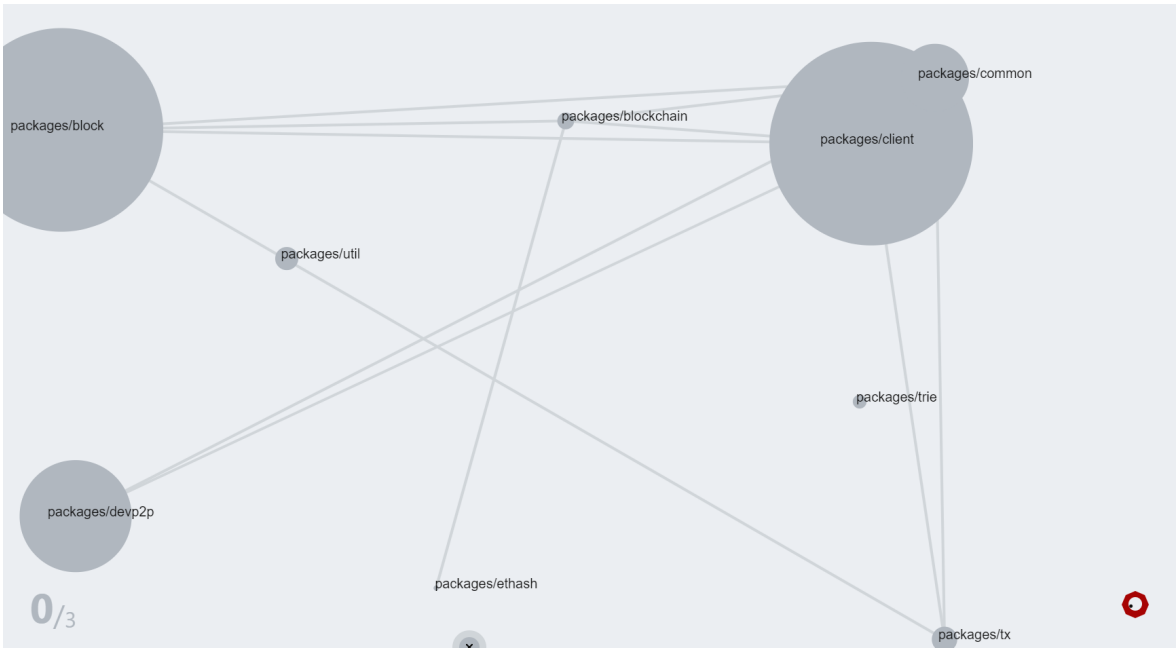 packages/common
packages/blockchain
packages/block
packages/client
packages/util
packages/trie
packages/devp2p
packages/ethash
0/3
packages/tx
x